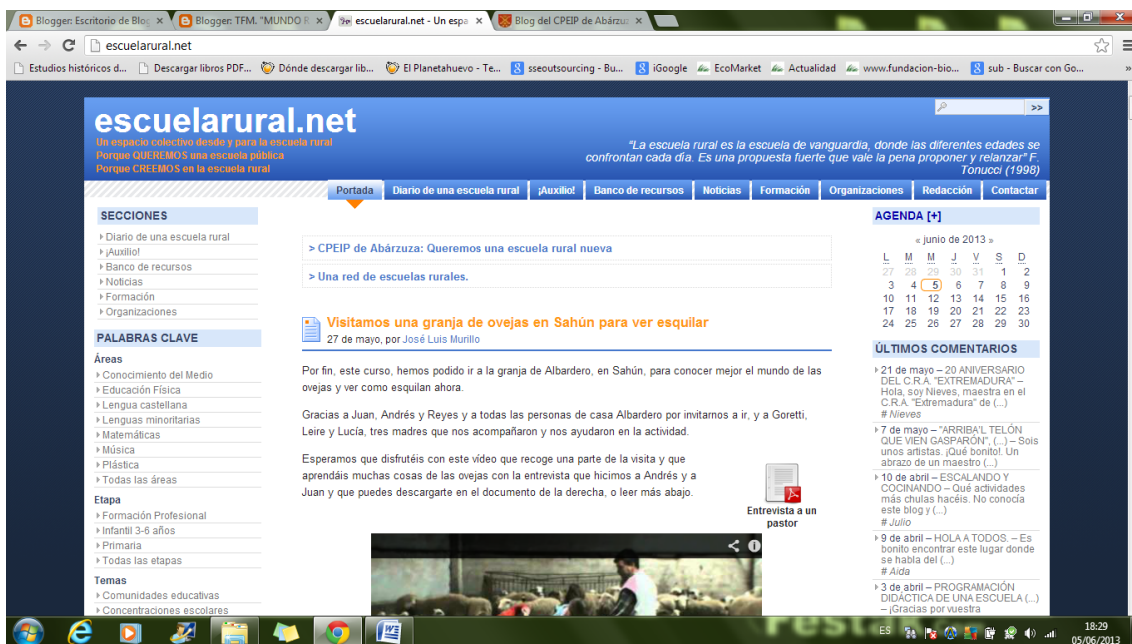 Blogger: Escritorio de Blog
Blogger: TFM. "MUNDO R
escuelarural.net - Un espa
Blog del CPEIP de Abárzuz
escuelarural.net
Estudios históricos d...
Descargar libros PDF...
Dónde descargar lib...
El Planetahuevo - Te...
sseoutsourcing - Bu...
iGoogle
EcoMarket
Actualidad
www.fundacion-bio...
sub - Buscar con Go...
»
>>
escuelarural.net
Un espacio colectivo desde y para la escuela rural
Porque QUEREMOS una escuela pública
Porque CREEMOS en la escuela rural
"La escuela rural es la escuela de vanguardia, donde las diferentes edades se
confrontan cada día. Es una propuesta fuerte que vale la pena proponer y relanzar" F.
Tonucci (1998)
Portada
Diario de una escuela rural
¡Auxilio!
Banco de recursos
Noticias
Formación
Organizaciones
Redacción
Contactar
SECCIONES
Diario de una escuela rural
¡Auxilio!
Banco de recursos
Noticias
Formación
Organizaciones
PALABRAS CLAVE
Áreas
Conocimiento del Medio
Educación Física
Lengua castellana
Lenguas minoritarias
Matemáticas
Música
Plástica
Todas las áreas
Etapa
Formación Profesional
Infantil 3-6 años
Primaria
Todas las etapas
Temas
Comunidades educativas
Concentraciones escolares
> CPEIP de Abárzuza: Queremos una escuela rural nueva
> Una red de escuelas rurales.
Visitamos una granja de ovejas en Sahún para ver esquilar
27 de mayo, por José Luis Murillo
Por fin, este curso, hemos podido ir a la granja de Albardero, en Sahún, para conocer mejor el mundo de las
ovejas y ver como esquilan ahora.
Gracias a Juan, Andrés y Reyes y a todas las personas de casa Albardero por invitarnos a ir, y a Goretti,
Leire y Lucía, tres madres que nos acompañaron y nos ayudaron en la actividad.
Esperamos que disfrutéis con este vídeo que recoge una parte de la visita y que
aprendáis muchas cosas de las ovejas con la entrevista que hicimos a Andrés y a
Juan y que puedes descargarte en el documento de la derecha, o leer más abajo.
Entrevista a un
pastor
AGENDA [+]
« junio de 2013 »
L M M J V S D
27 28 29 30 31 1 2
3 4 5 6 7 8 9
10 11 12 13 14 15 16
17 18 19 20 21 22 23
24 25 26 27 28 29 30
ÚLTIMOS COMENTARIOS
21 de mayo – 20 ANIVERSARIO
DEL C.R.A. "EXTREMADURA" –
Hola, soy Nieves, maestra en el
C.R.A. "Extremadura" de (...)
# Nieves
7 de mayo – "ARRIBA'L TELÓN
QUE VIEN GASPARÓN", (...) – Sois
unos artistas. ¡Qué bonito!. Un
abrazo de un maestro (...)
10 de abril – ESCALANDO Y
COCINANDO – Qué actividades
más chulas hacéis. No conocía
este blog y (...)
# Julio
9 de abril – HOLA A TODOS. – Es
bonito encontrar este lugar donde
se habla del (...)
# Aida
3 de abril – PROGRAMACIÓN
DIDÁCTICA DE UNA ESCUELA (...)
– ¡Gracias por vuestra
ES
18:29
05/06/2013